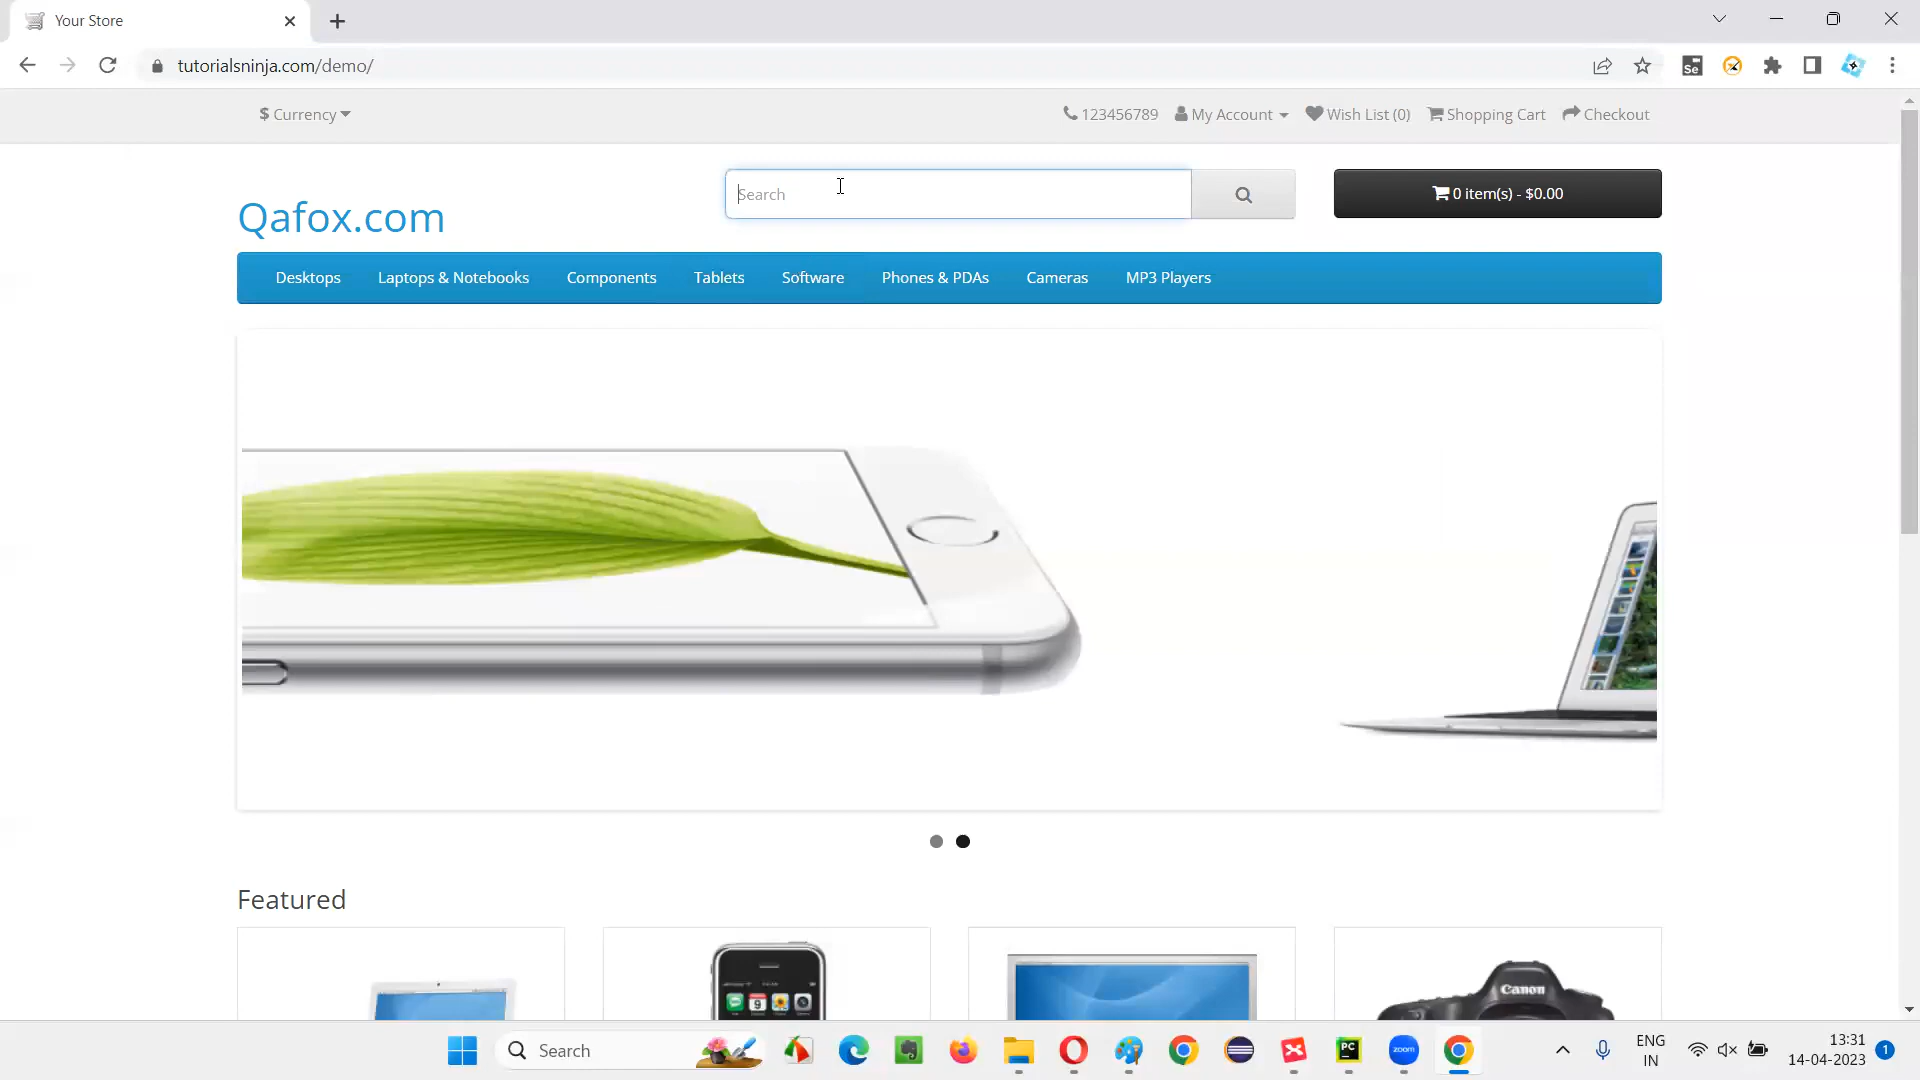 Your Store
tutorialsninja.com/demo/
$ Currency
123456789 My Account Wish List (0) Shopping Cart Checkout
Qafox.com
Search
0 item(s) - $0.00
Desktops Laptops & Notebooks Components Tablets Software Phones & PDAs Cameras MP3 Players
Featured
Canon
Search
PC
zoom
ENG
IN
13:31
14-04-2023
1